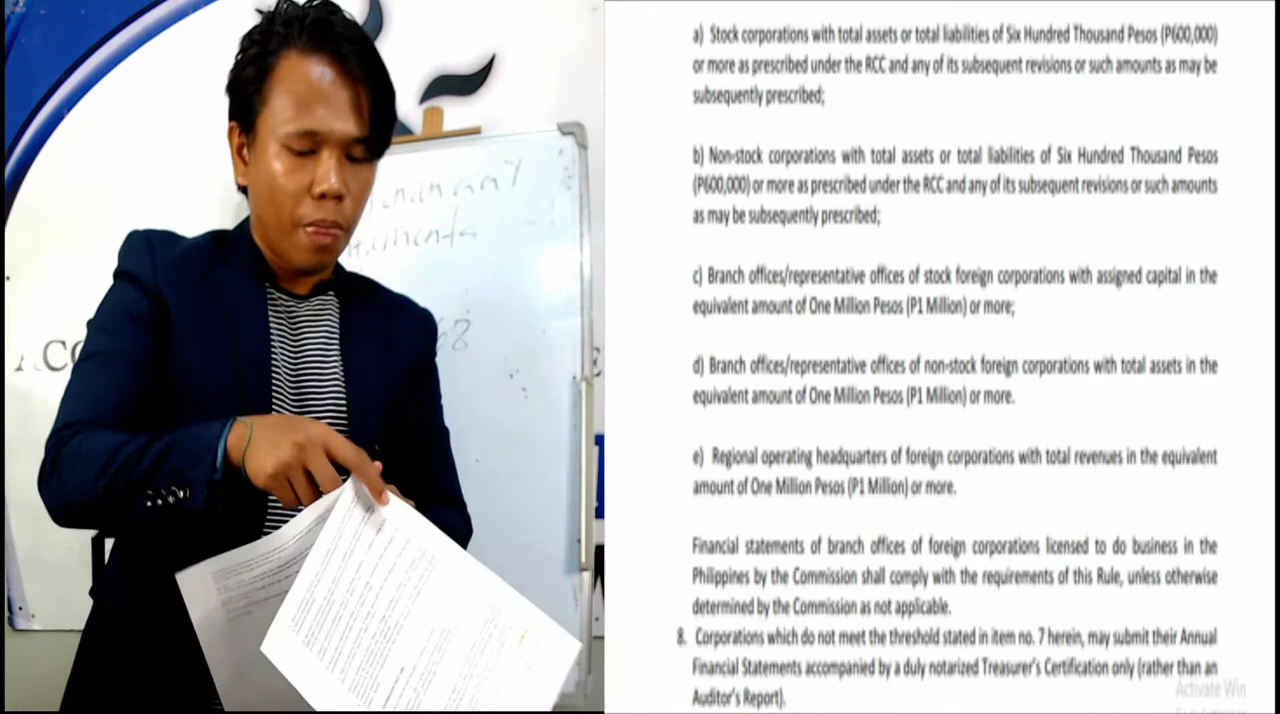 ACC
68
a) Stock corporations with total assets or total liabilities of Six Hundred Thousand Pesos (P600,000)
or more as prescribed under the RCC and any of its subsequent revisions or such amounts as may be
subsequently prescribed;
b) Non-stock corporations with total assets or total liabilities of Six Hundred Thousand Pesos
(P600,000) or more as prescribed under the RCC and any of its subsequent revisions or such amounts
as may be subsequently prescribed;
c) Branch offices/representative offices of stock foreign corporations with assigned capital in the
equivalent amount of One Million Pesos (P1 Million) or more;
d) Branch offices/representative offices of non-stock foreign corporations with total assets in the
equivalent amount of One Million Pesos (P1 Million) or more.
e) Regional operating headquarters of foreign corporations with total revenues in the equivalent
amount of One Million Pesos (P1 Million) or more.
Financial statements of branch offices of foreign corporations licensed to do business in the
Philippines by the Commission shall comply with the requirements of this Rule, unless otherwise
determined by the Commission as not applicable.
8. Corporations which do not meet the threshold stated in item no. 7 herein, may submit their Annual
Financial Statements accompanied by a duly notarized Treasurer's Certification only (rather than an
Auditor's Report).
Activate Win